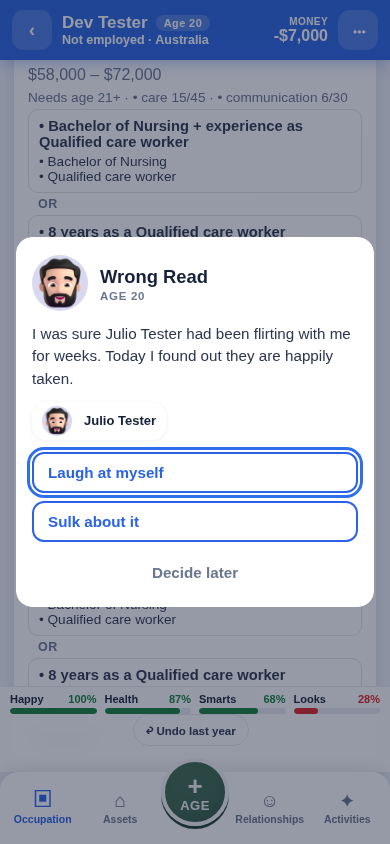 ‹ Dev Tester Age 20 MONEY
Not employed · Australia -$7,000 •••
$58,000 – $72,000
Needs age 21+ · • care 15/45 · • communication 6/30
• Bachelor of Nursing + experience as
Qualified care worker
• Bachelor of Nursing
• Qualified care worker
OR
• 8 years as a Qualified care worker
Wrong Read
AGE 20
I was sure Julio Tester had been flirting with me
for weeks. Today I found out they are happily
taken.
Julio Tester
Laugh at myself
Sulk about it
Decide later
• Bachelor of Nursing
• Qualified care worker
OR
• 8 years as a Qualified care worker
Happy 100% Health 87% Smarts 68% Looks 28%
Undo last year
+
AGE
Occupation Assets Relationships Activities